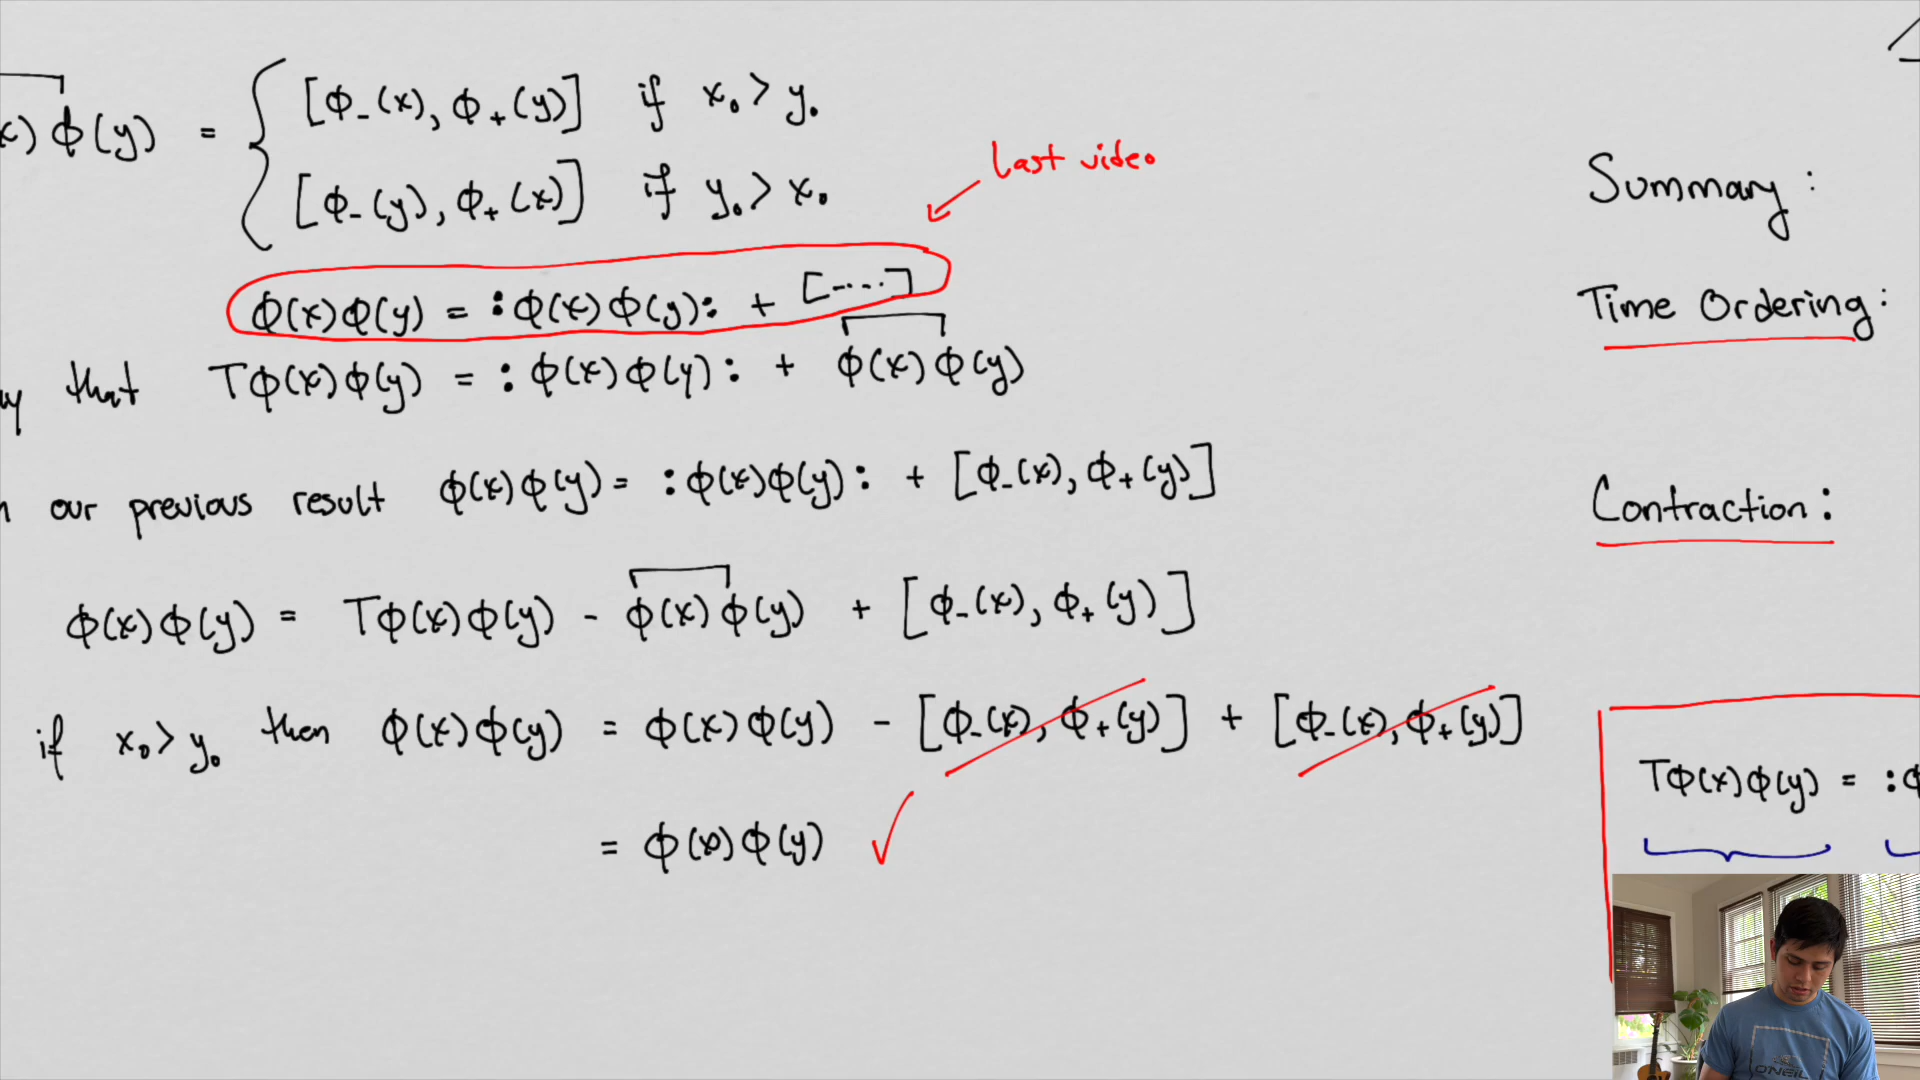 ) ϕ(y) = { [ϕ₋(x), ϕ₊(y)] if x₀ > y₀
[ϕ₋(y), ϕ₊(x)] if y₀ > x₀
last video
ϕ(x)ϕ(y) = :ϕ(x)ϕ(y): + [....]
that Tϕ(x)ϕ(y) = :ϕ(x)ϕ(y): + ϕ(x)ϕ(y)
our previous result ϕ(x)ϕ(y) = :ϕ(x)ϕ(y): + [ϕ₋(x), ϕ₊(y)]
ϕ(x)ϕ(y) = Tϕ(x)ϕ(y) - ϕ(x)ϕ(y) + [ϕ₋(x), ϕ₊(y)]
if x₀ > y₀ then ϕ(x)ϕ(y) = ϕ(x)ϕ(y) - [ϕ₋(x), ϕ₊(y)] + [ϕ₋(x), ϕ₊(y)]
= ϕ(x)ϕ(y) ✓
Summary:
Time Ordering:
Contraction:
Tϕ(x)ϕ(y) = :ϕ
O'NEILL